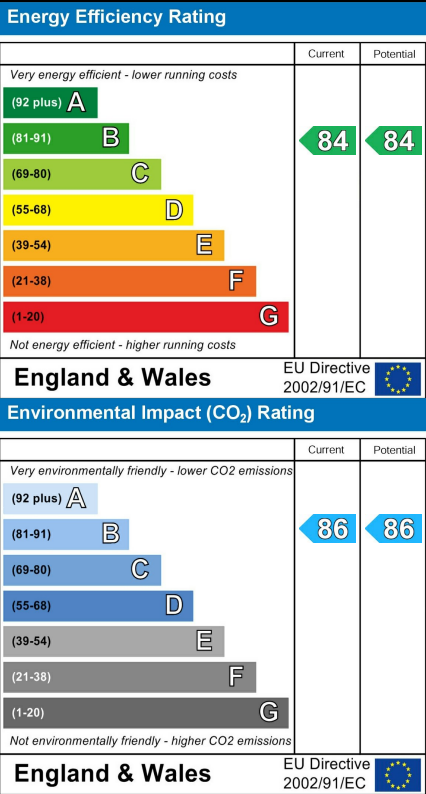 Energy Efficiency Rating
Current Potential
Very energy efficient - lower running costs
(92 plus) A
(81-91) B
84 84
(69-80) C
(55-68) D
(39-54) E
(21-38) F
(1-20) G
Not energy efficient - higher running costs
England & Wales
EU Directive
2002/91/EC
Environmental Impact (CO₂) Rating
Current Potential
Very environmentally friendly - lower CO2 emissions
(92 plus) A
(81-91) B
86 86
(69-80) C
(55-68) D
(39-54) E
(21-38) F
(1-20) G
Not environmentally friendly - higher CO2 emissions
England & Wales
EU Directive
2002/91/EC